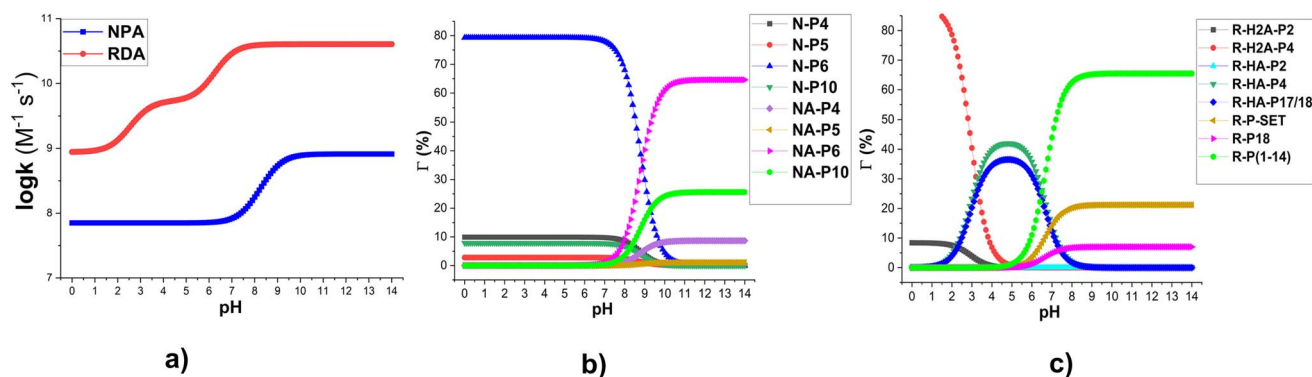 11
10
9
8
7
logk (M⁻¹ s⁻¹)
NPA
RDA
0 1 2 3 4 5 6 7 8 9 10 11 12 13 14
pH
a)
80
70
60
50
40
30
20
10
0
Γ (%)
N-P4
N-P5
N-P6
N-P10
NA-P4
NA-P5
NA-P6
NA-P10
0 1 2 3 4 5 6 7 8 9 10 11 12 13 14
pH
b)
80
70
60
50
40
30
20
10
0
Γ (%)
R-H2A-P2
R-H2A-P4
R-HA-P2
R-HA-P4
R-HA-P17/18
R-P-SET
R-P18
R-P(1-14)
0 1 2 3 4 5 6 7 8 9 10 11 12 13 14
pH
c)